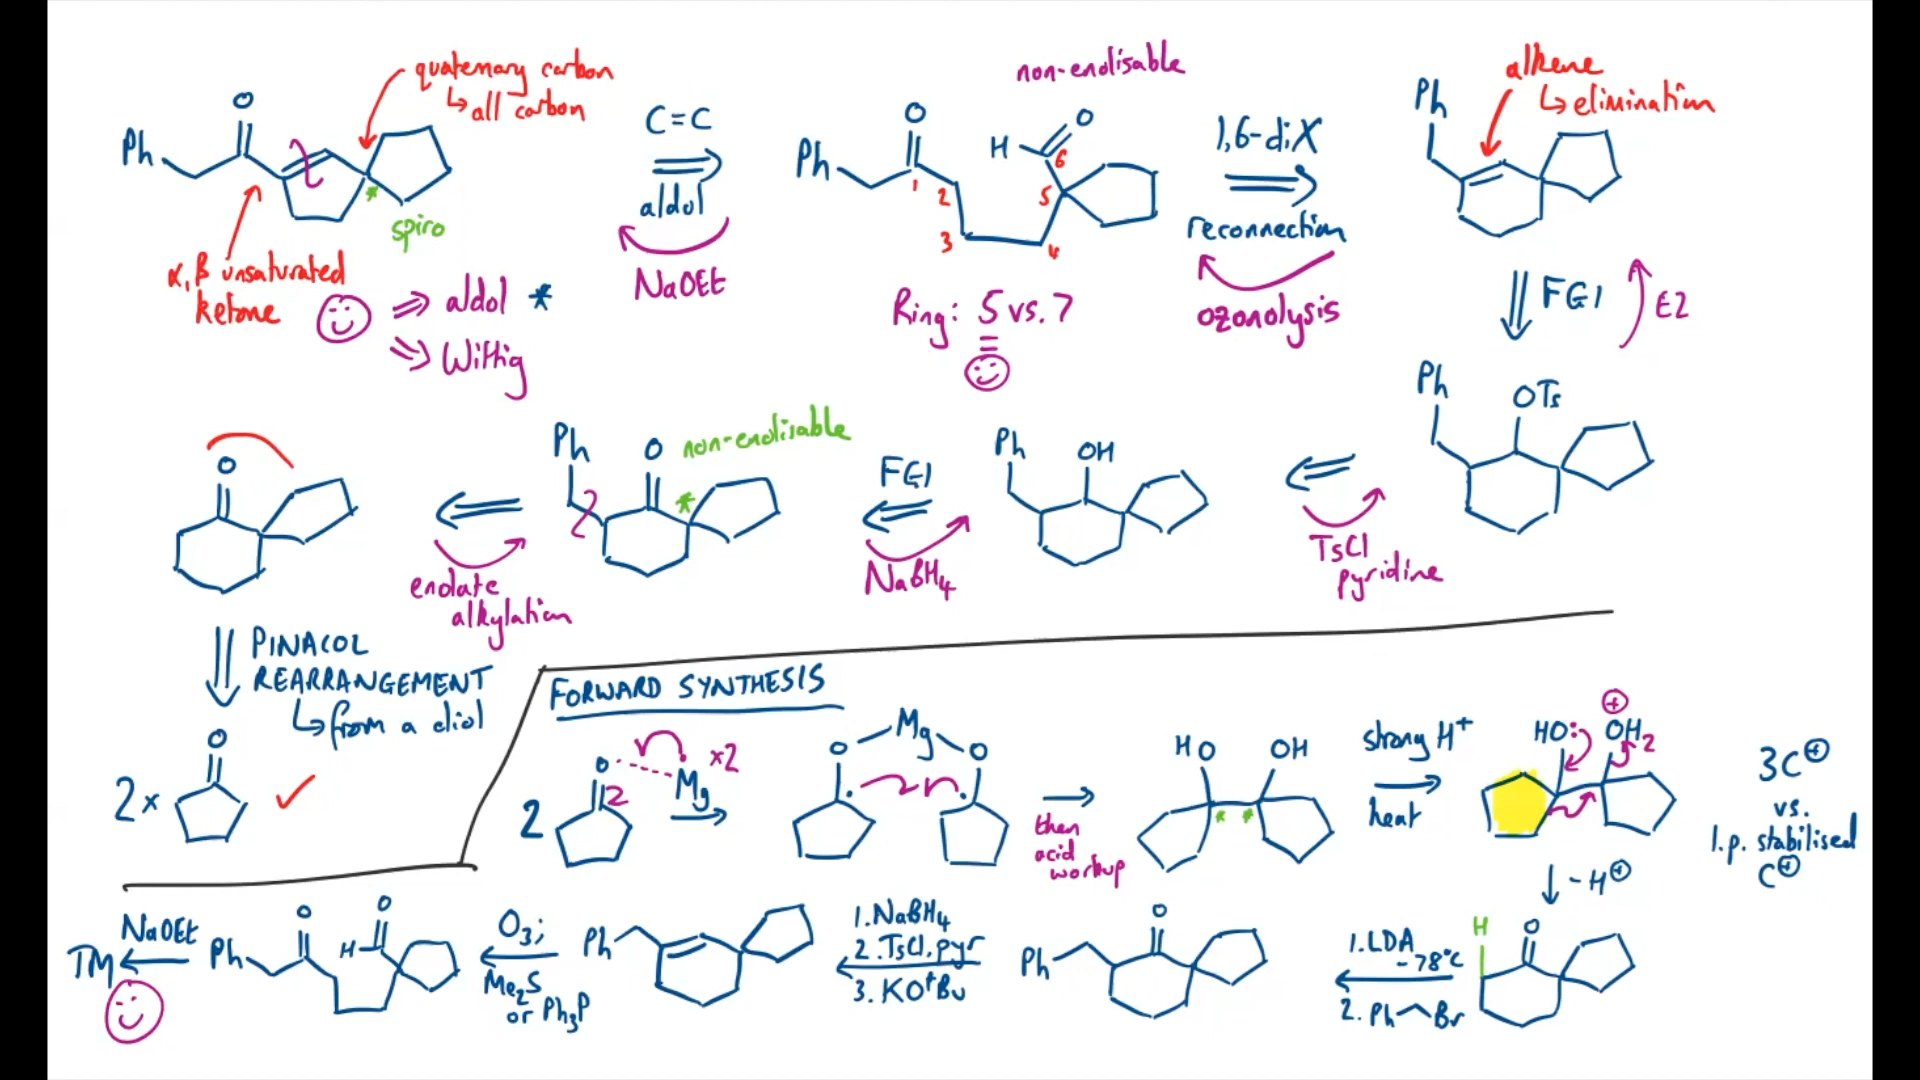 quaternary carbon
↳ all carbon
O
Ph
*
spiro
α,β unsaturated
ketone
⇒ aldol *
⇒ Wittig
C=C
aldol
NaOEt
non-enolisable
O
Ph
H
O
1
2
3
4
5
6
Ring: 5 vs. 7
1,6-diX
reconnection
ozonolysis
alkene
↳ elimination
Ph
FGI
E2
Ph
OTs
TsCl
pyridine
Ph
OH
FGI
NaBH4
Ph
O
non-enolisable
*
enolate
alkylation
O
PINACOL
REARRANGEMENT
↳ from a diol
2 ×
O
✓
FORWARD SYNTHESIS
2
O
Mg
×2
Mg
O
O
then
acid
workup
HO
OH
* *
strong H+
heat
HO:
⊕
OH2
3C⊕
vs.
l.p. stabilised
C⊕
-H⊕
H
O
1. LDA
-78°C
2. Ph Br
Ph
O
1. NaBH4
2. TsCl, pyr
3. KOtBu
Ph
O3;
Me2S
or Ph3P
O
O
Ph
H
NaOEt
TM